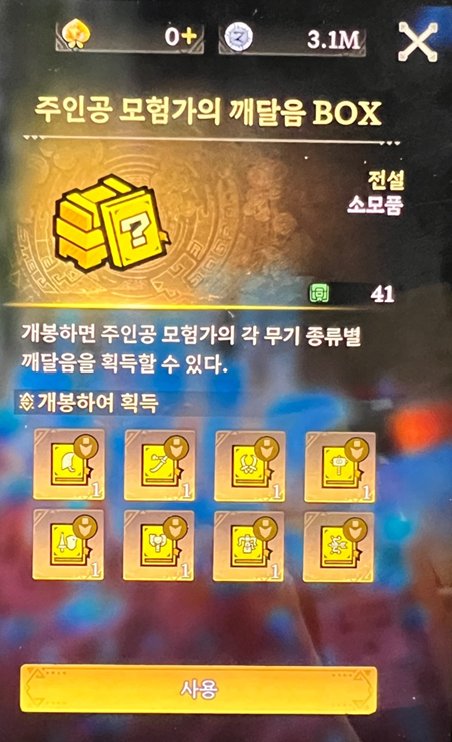 0+
3.1M
주인공 모험가의 깨달음 BOX
전설
소모품
?
41
개봉하면 주인공 모험가의 각 무기 종류별
깨달음을 획득할 수 있다.
개봉하여 획득
1 1 1 1
1 1 1 1
사용